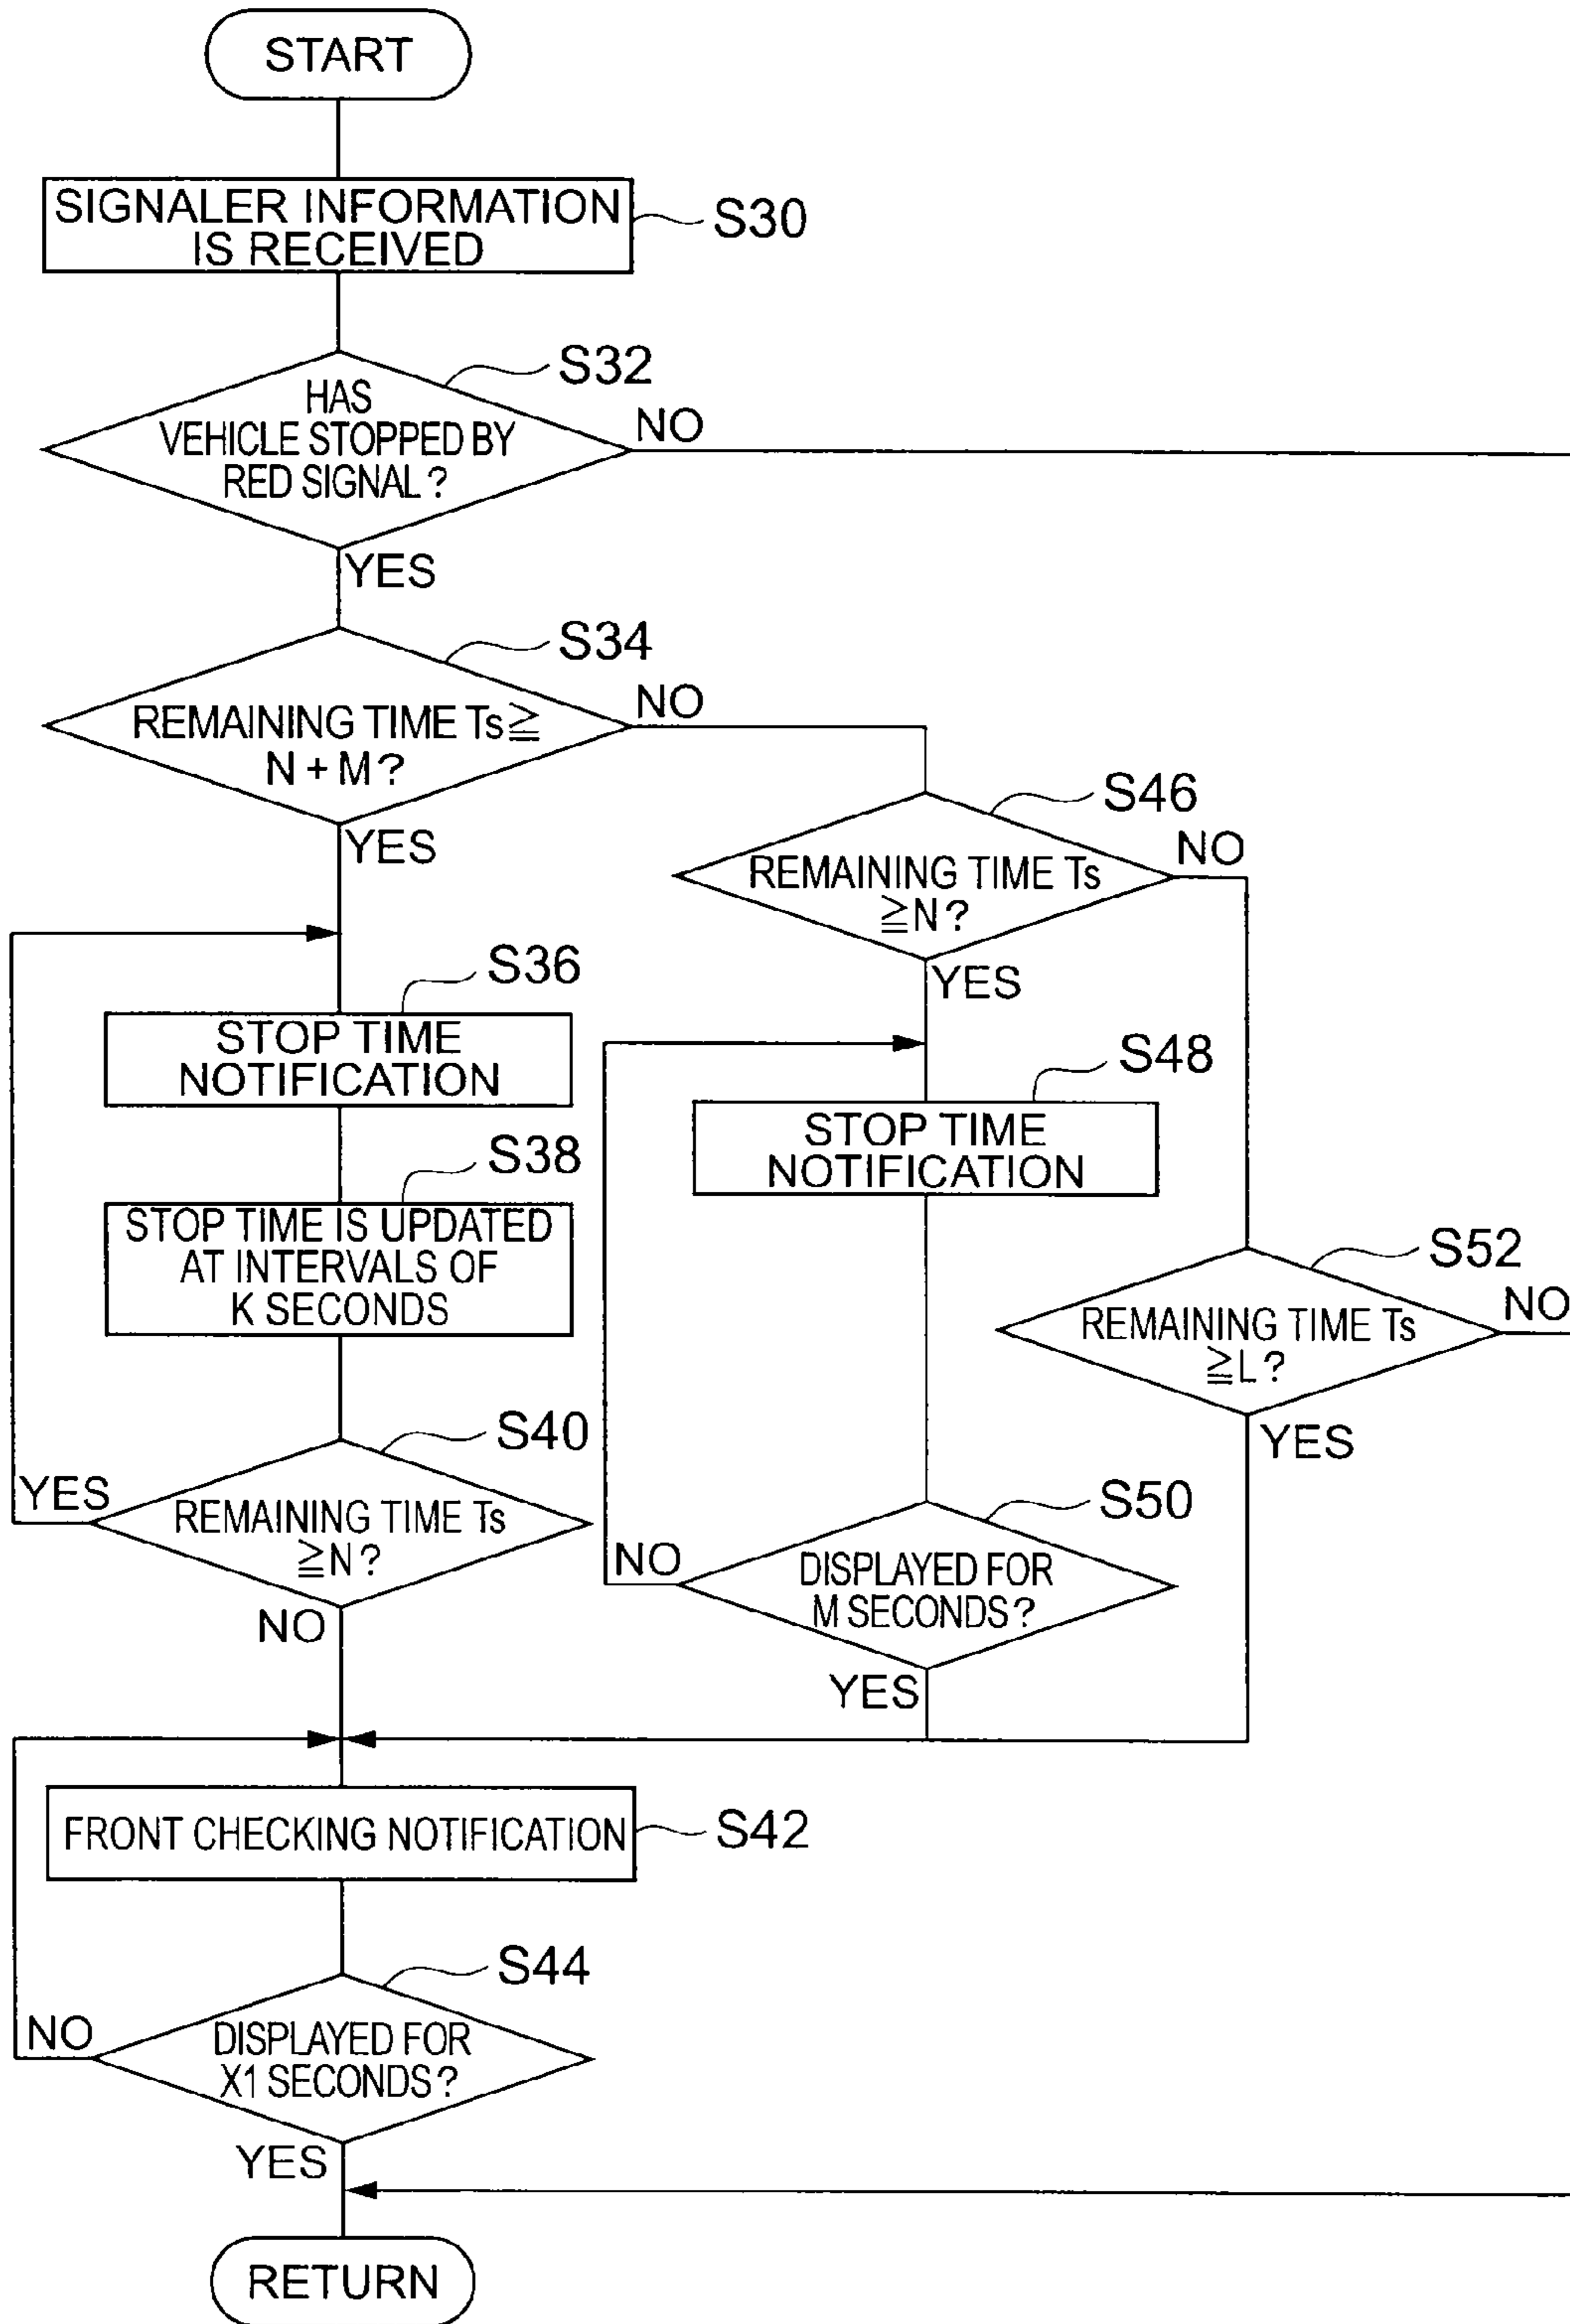 START
SIGNALER INFORMATION
IS RECEIVED
S30
S32
HAS
VEHICLE STOPPED BY
RED SIGNAL?
NO
YES
S34
REMAINING TIME Ts≧
N + M?
NO
YES
S46
REMAINING TIME Ts
≧N?
NO
YES
S36
STOP TIME
NOTIFICATION
S38
STOP TIME IS UPDATED
AT INTERVALS OF
K SECONDS
S48
STOP TIME
NOTIFICATION
S52
REMAINING TIME Ts
≧L?
NO
YES
S40
REMAINING TIME Ts
≧N?
YES
NO
S50
DISPLAYED FOR
M SECONDS?
NO
YES
FRONT CHECKING NOTIFICATION
S42
S44
DISPLAYED FOR
X1 SECONDS?
NO
YES
RETURN